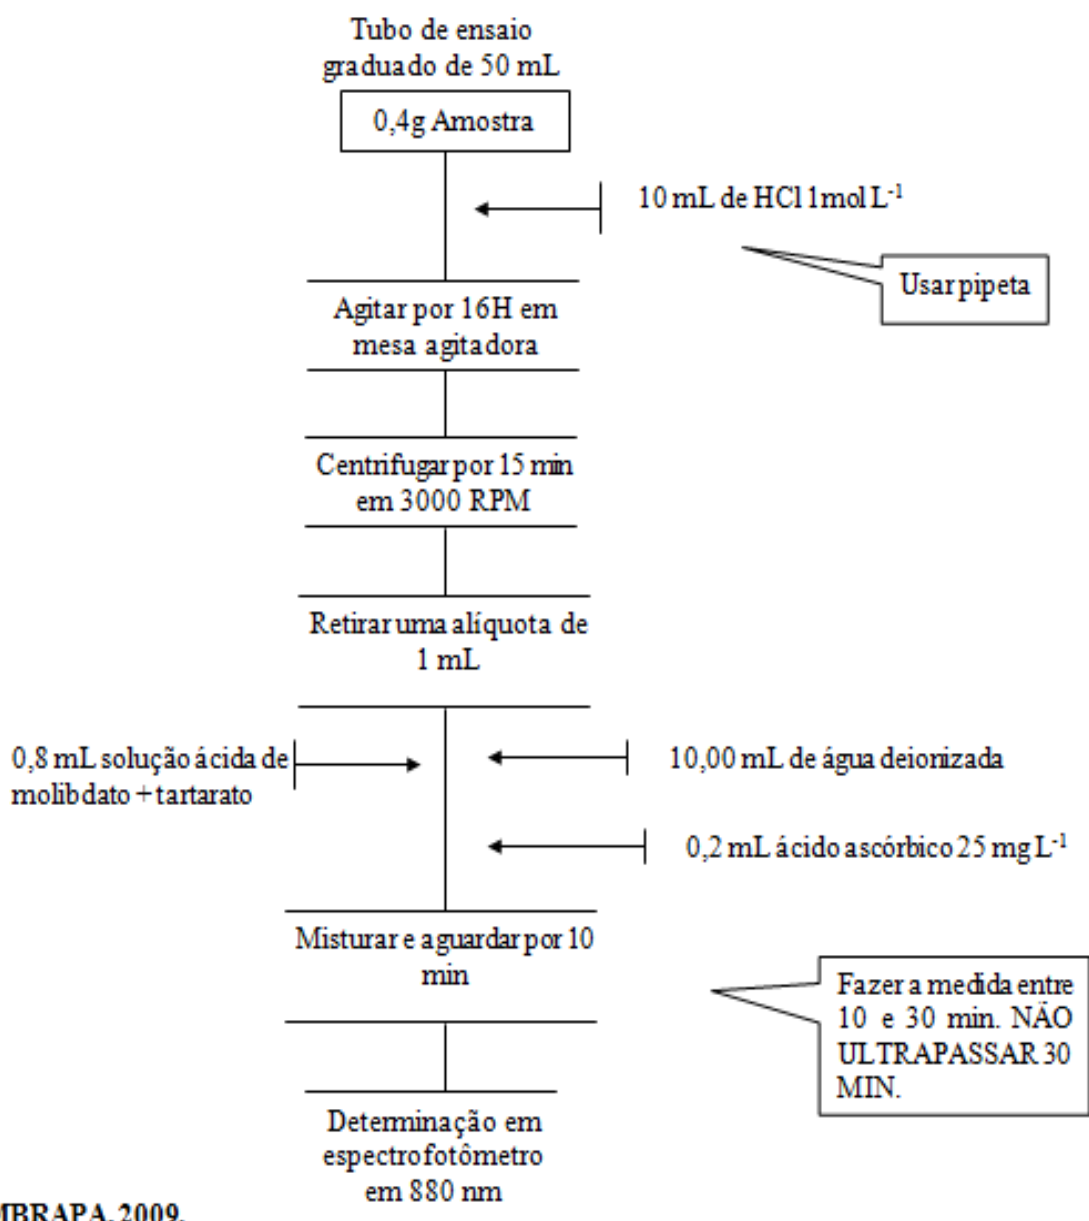 Tubo de ensaio
graduado de 50 mL
0,4g Amostra
10 mL de HCl 1mol L⁻¹
Usar pipeta
Agitar por 16H em
mesa agitadora
Centrifugar por 15 min
em 3000 RPM
Retirar uma alíquota de
1 mL
0,8 mL solução ácida de
molibdato + tartarato
10,00 mL de água deionizada
0,2 mL ácido ascórbico 25 mg L⁻¹
Misturar e aguardar por 10
min
Fazer a medida entre
10 e 30 min. NÃO
ULTRAPASSAR 30
MIN.
Determinação em
espectrofotômetro
em 880 nm
MBRAPA, 2009.